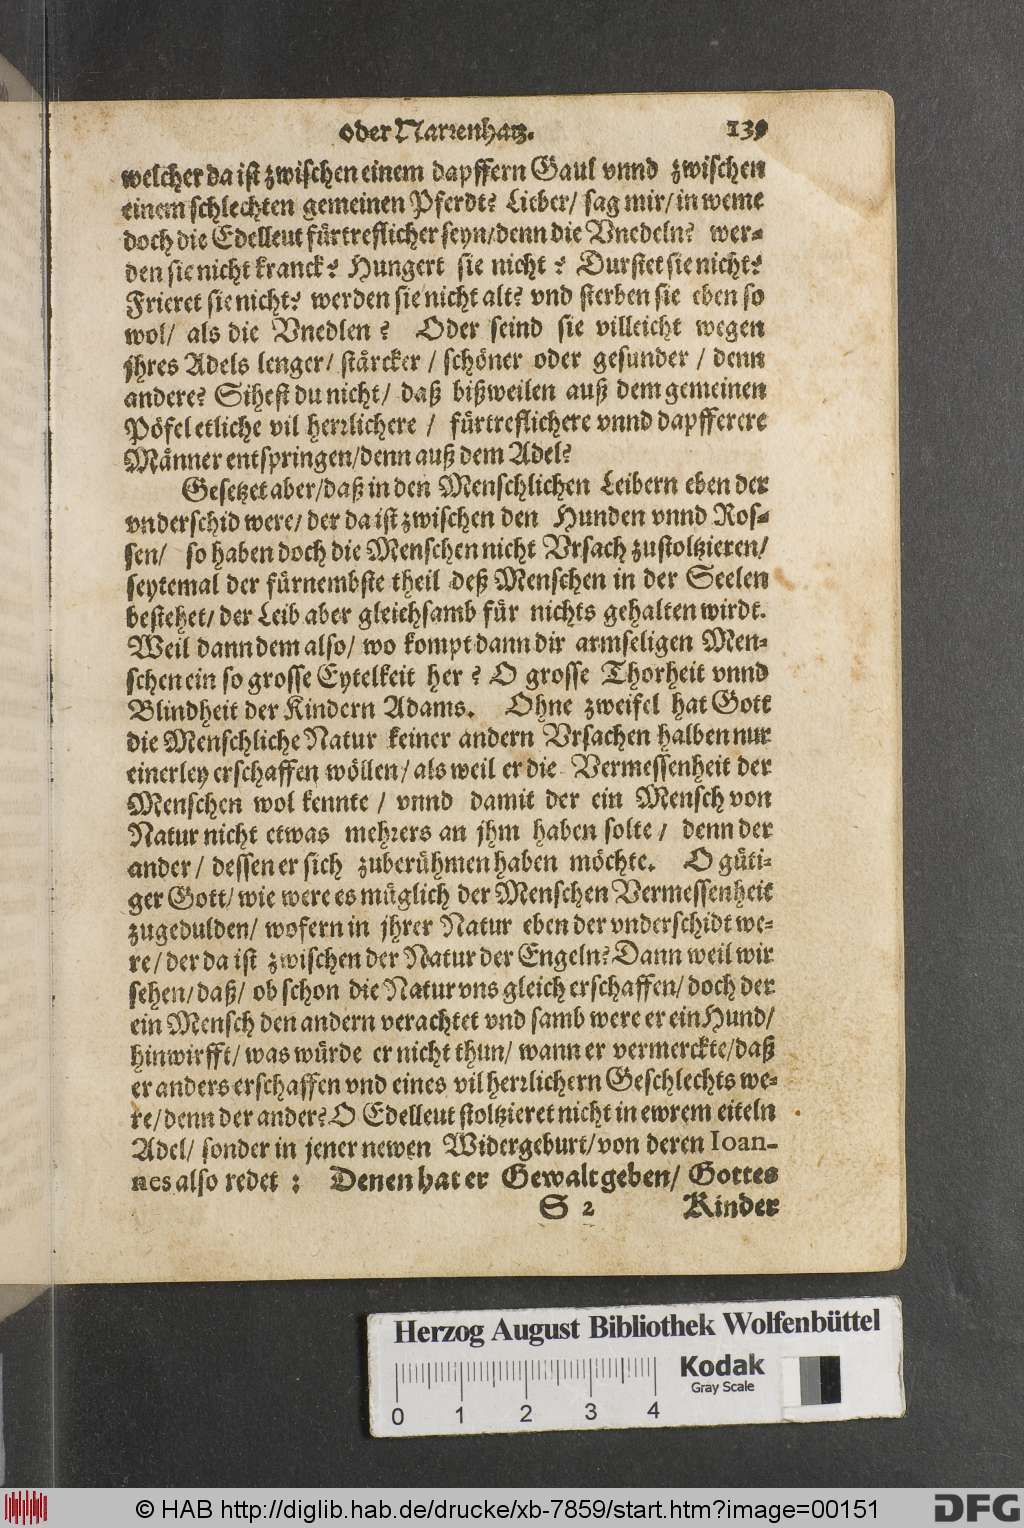 oder Narrenhatz. 139
welcher da ist zwischen einem dapffern Gaul vnnd zwischen
einem schlechten gemeinen Pferdt? Lieber/ sag mir/ in weme
doch die Edelleut fürtreflicher seyn/denn die Vnedeln? wer-
den sie nicht kranck? Hungert sie nicht? Durstet sie nicht?
Frieret sie nicht? werden sie nicht alt? vnd sterben sie eben so
wol/ als die Vnedlen? Oder seind sie villeicht wegen
jhres Adels lenger/ stärcker/ schöner oder gesunder/ denn
andere? Sihest du nicht/ daß bißweilen auß dem gemeinen
Pöfel etliche vil herrlichere/ fürtreflichere vnnd dapfferere
Männer entspringen/denn auß dem Adel?
Gesetzet aber/daß in den Menschlichen Leibern eben der
vnderschid were/ der da ist zwischen den Hunden vnnd Ros-
sen/ so haben doch die Menschen nicht Vrsach zustoltzieren/
seytemal der fürnembste theil deß Menschen in der Seelen
bestehet/ der Leib aber gleichsamb für nichts gehalten wirdt.
Weil dann dem also/ wo kompt dann dir armseligen Men-
schen ein so grosse Eytelkeit her? O grosse Thorheit vnnd
Blindheit der Kindern Adams. Ohne zweifel hat Gott
die Menschliche Natur keiner andern Vrsachen halben nur
einerley erschaffen wöllen/ als weil er die Vermessenheit der
Menschen wol kennte/ vnnd damit der ein Mensch von
Natur nicht etwas mehrers an jhm haben solte/ denn der
ander/ dessen er sich zuberühmen haben möchte. O güti-
ger Gott/ wie were es müglich der Menschen Vermessenheit
zugedulden/ wofern in jhrer Natur eben der vnderschidt we-
re/ der da ist zwischen der Natur der Engeln? Dann weil wir
sehen/ daß/ ob schon die Natur vns gleich erschaffen/ doch der
ein Mensch den andern verachtet vnd samb were er ein Hund/
hinwirfft/ was würde er nicht thun/ wann er vermerckte/daß
er anders erschaffen vnd eines vil herrlichern Geschlechts we-
re/denn der ander? O Edelleut stoltzieret nicht in ewrem eiteln
Adel/ sonder in jener newen Widergeburt/ von deren Ioan-
nes also redet: Denen hat er Gewalt geben/ Gottes
S 2 Kinder
Herzog August Bibliothek Wolfenbüttel
Kodak
Gray Scale
0 1 2 3 4
© HAB http://diglib.hab.de/drucke/xb-7859/start.htm?image=00151
DFG